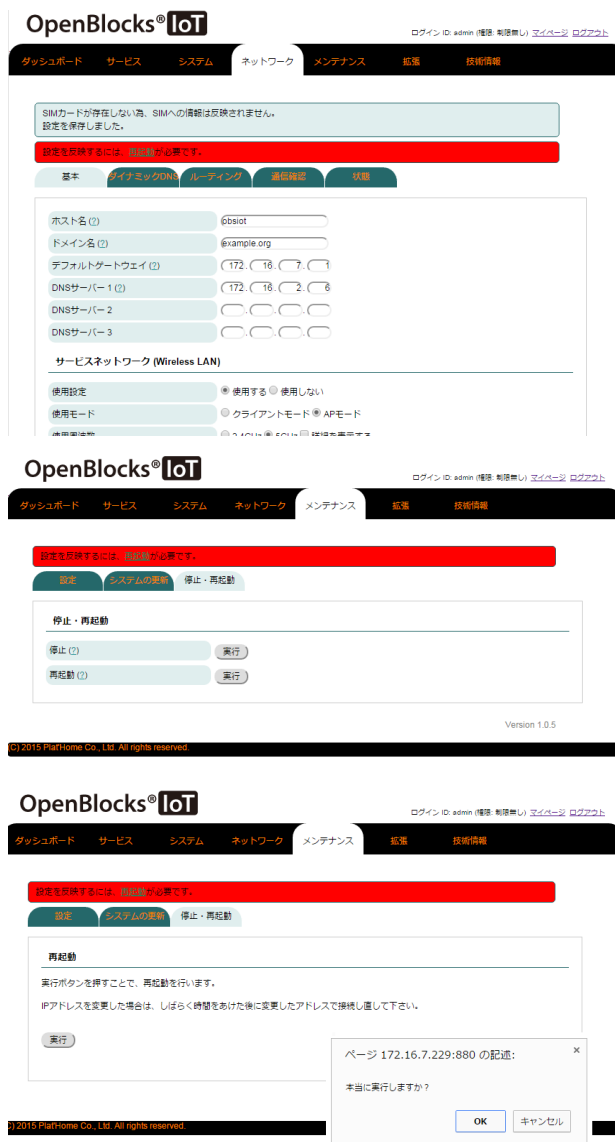 OpenBlocks® IoT
ログイン ID: admin (権限: 制限無し) マイページ ログアウト
ダッシュボード サービス システム ネットワーク メンテナンス 拡張 技術情報
SIMカードが存在しない為、SIMへの情報は反映されません。
設定を保存しました。
設定を反映するには、再起動が必要です。
基本 ダイナミックDNS ルーティング 通信確認 状態
ホスト名 (?) obsiot
ドメイン名 (?) example.org
デフォルトゲートウェイ (?) 172. 16. 7. 1
DNSサーバー 1 (?) 172. 16. 2. 6
DNSサーバー 2 . . .
DNSサーバー 3 . . .
サービスネットワーク (Wireless LAN)
使用設定 使用する 使用しない
使用モード クライアントモード APモード
使用周波数 2.4GHz 5GHz 詳細を表示する
OpenBlocks® IoT
ログイン ID: admin (権限: 制限無し) マイページ ログアウト
ダッシュボード サービス システム ネットワーク メンテナンス 拡張 技術情報
設定を反映するには、再起動が必要です。
設定 システムの更新 停止・再起動
停止・再起動
停止 (?) 実行
再起動 (?) 実行
Version 1.0.5
(C) 2015 Plat'Home Co., Ltd. All rights reserved.
OpenBlocks® IoT
ログイン ID: admin (権限: 制限無し) マイページ ログアウト
ダッシュボード サービス システム ネットワーク メンテナンス 拡張 技術情報
設定を反映するには、再起動が必要です。
設定 システムの更新 停止・再起動
再起動
実行ボタンを押すことで、再起動を行います。
IPアドレスを変更した場合は、しばらく時間をあけた後に変更したアドレスで接続し直して下さい。
実行
ページ 172.16.7.229:880 の記述: ×
本当に実行しますか？
OK キャンセル
) 2015 Plat'Home Co., Ltd. All rights reserved.